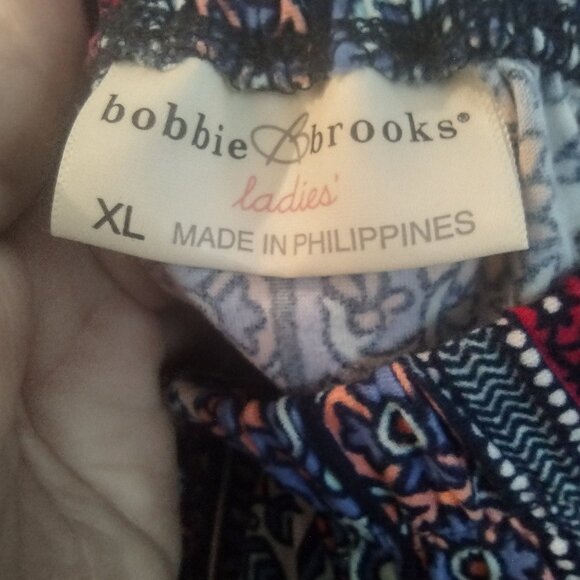 bobbie B brooks®
ladies'
XL MADE IN PHILIPPINES